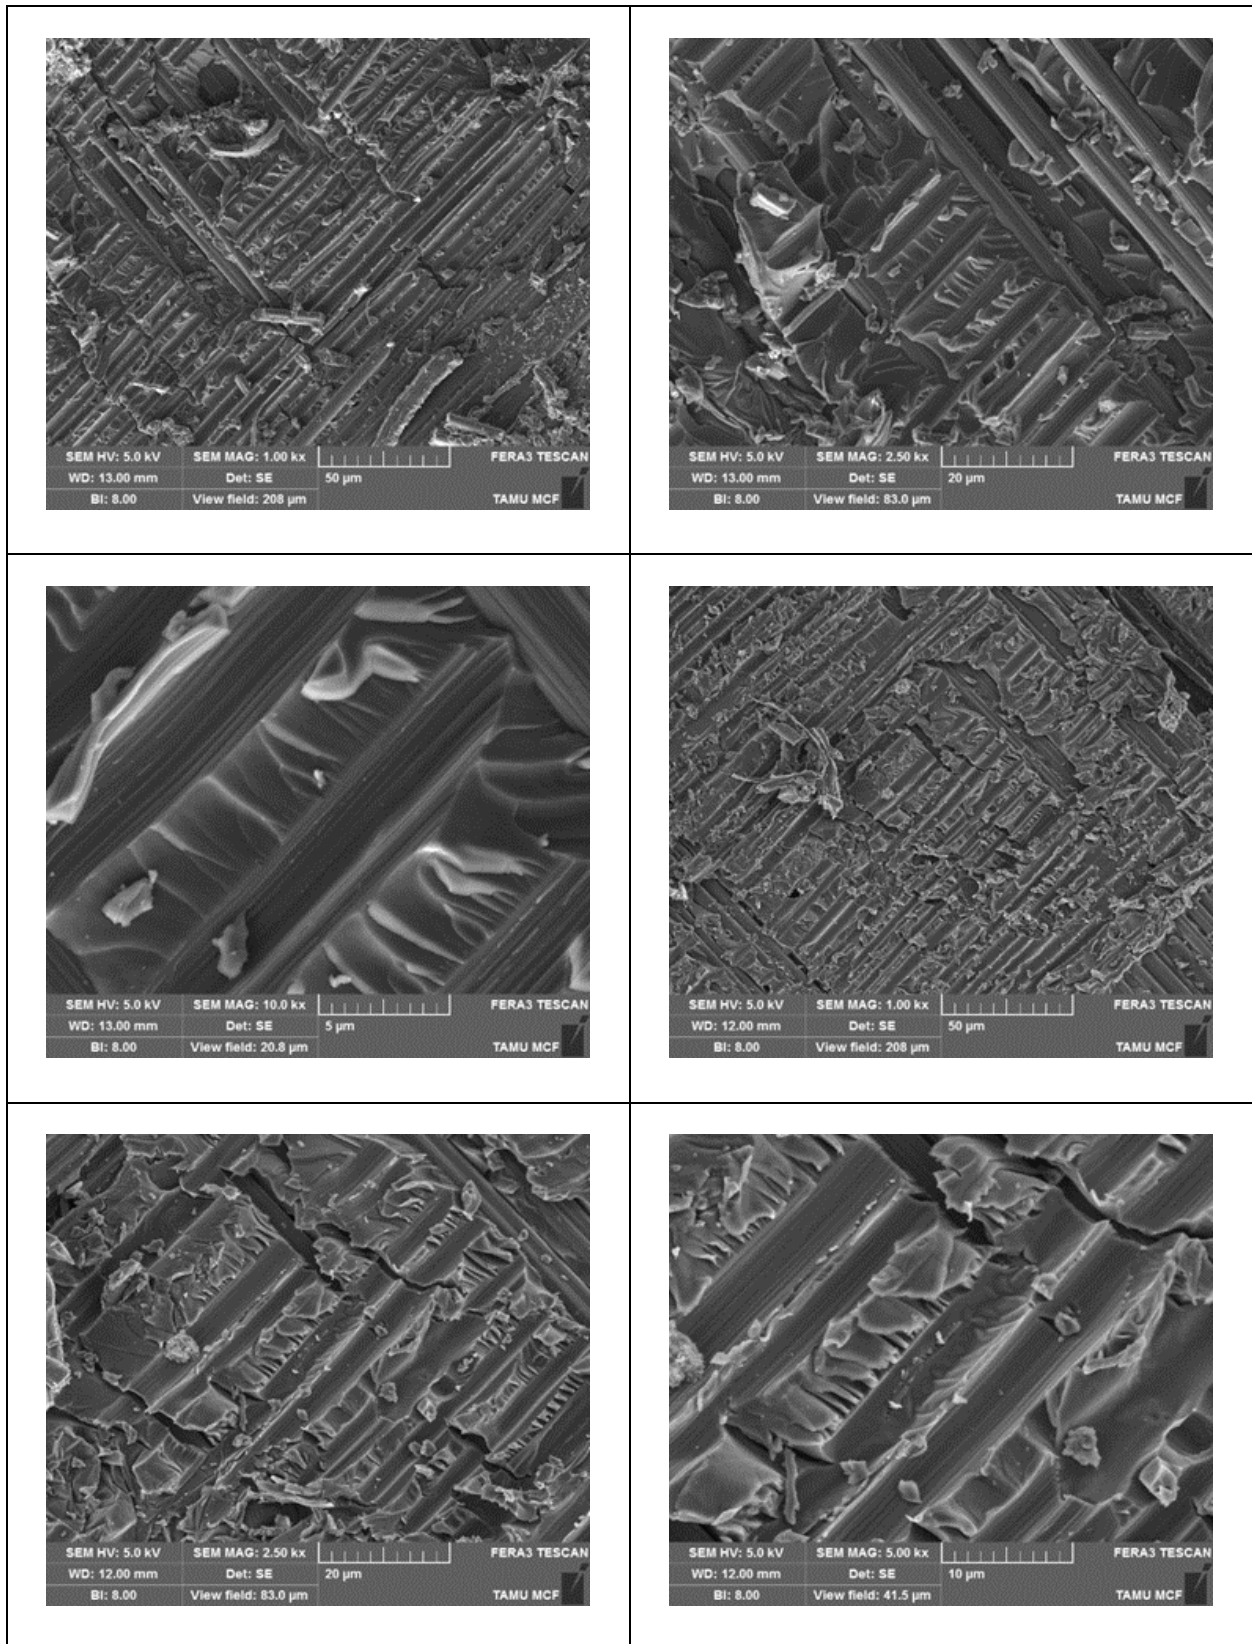 SEM HV: 5.0 kV SEM MAG: 1.00 kx FERA3 TESCAN
WD: 13.00 mm Det: SE 50 µm
BI: 8.00 View field: 208 µm TAMU MCF
SEM HV: 5.0 kV SEM MAG: 2.50 kx FERA3 TESCAN
WD: 13.00 mm Det: SE 20 µm
BI: 8.00 View field: 83.0 µm TAMU MCF
SEM HV: 5.0 kV SEM MAG: 10.0 kx FERA3 TESCAN
WD: 13.00 mm Det: SE 5 µm
BI: 8.00 View field: 20.8 µm TAMU MCF
SEM HV: 5.0 kV SEM MAG: 1.00 kx FERA3 TESCAN
WD: 12.00 mm Det: SE 50 µm
BI: 8.00 View field: 208 µm TAMU MCF
SEM HV: 5.0 kV SEM MAG: 2.50 kx FERA3 TESCAN
WD: 12.00 mm Det: SE 20 µm
BI: 8.00 View field: 83.0 µm TAMU MCF
SEM HV: 5.0 kV SEM MAG: 5.00 kx FERA3 TESCAN
WD: 12.00 mm Det: SE 10 µm
BI: 8.00 View field: 41.5 µm TAMU MCF